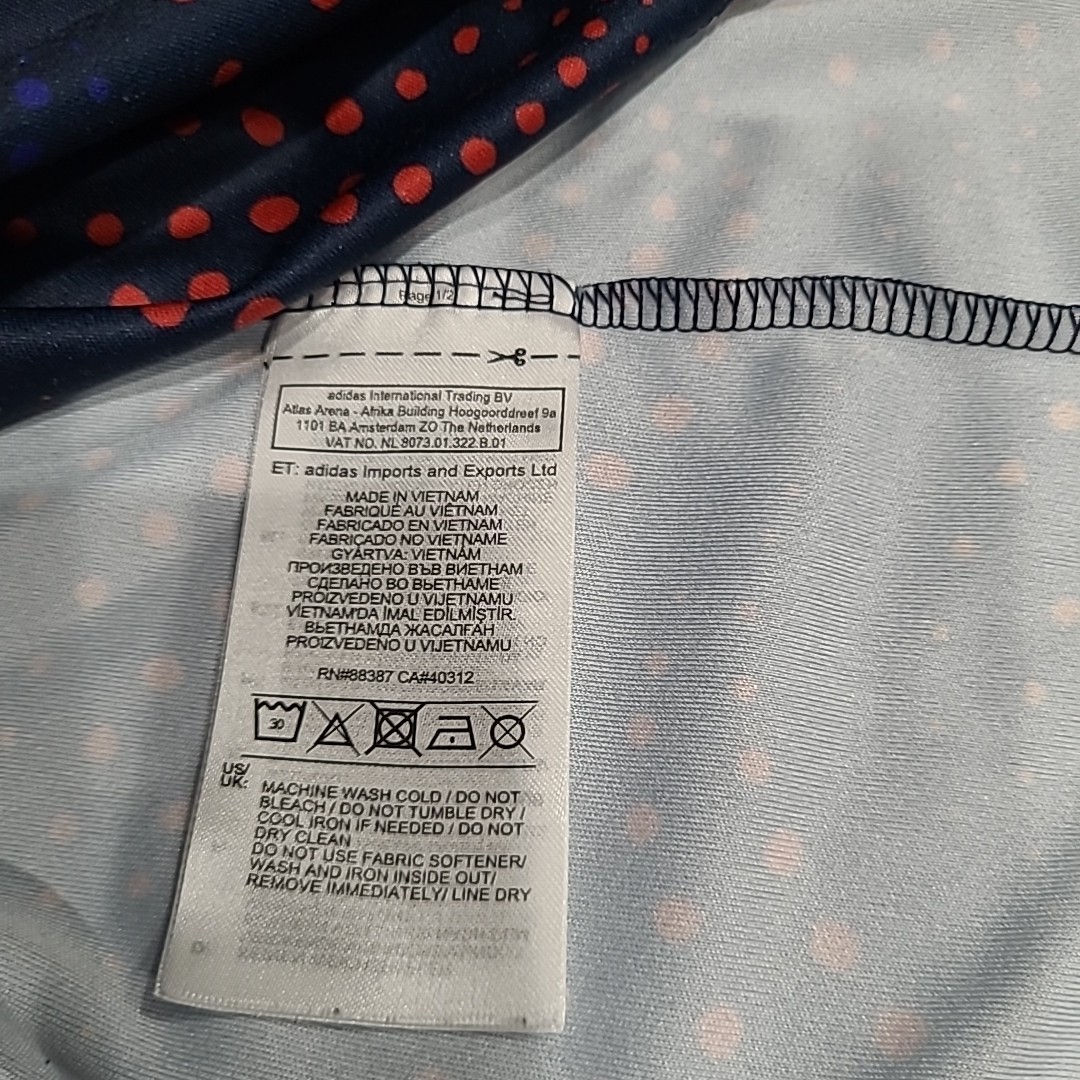 Page 1/2
adidas International Trading BV
Atlas Arena - Afrika Building Hoogoorddreef 9a
1101 BA Amsterdam ZO The Netherlands
VAT NO. NL 8073.01.322.B.01
ET: adidas Imports and Exports Ltd
MADE IN VIETNAM
FABRIQUÉ AU VIÊTNAM
FABRICADO EN VIETNAM
FABRICADO NO VIETNAME
GYÁRTVA: VIETNÁM
ПРОИЗВЕДЕНО ВЪВ ВИЕТНАМ
СДЕЛАНО ВО ВЬЕТНАМЕ
PROIZVEDENO U VIJETNAMU
VİETNAM'DA İMAL EDİLMİŞTİR.
ВЬЕТНАМДА ЖАСАЛҒАН
PROIZVEDENO U VIJETNAMU
RN#88387 CA#40312
30
US/
UK:
MACHINE WASH COLD / DO NOT
BLEACH / DO NOT TUMBLE DRY /
COOL IRON IF NEEDED / DO NOT
DRY CLEAN
DO NOT USE FABRIC SOFTENER/
WASH AND IRON INSIDE OUT/
REMOVE IMMEDIATELY/ LINE DRY